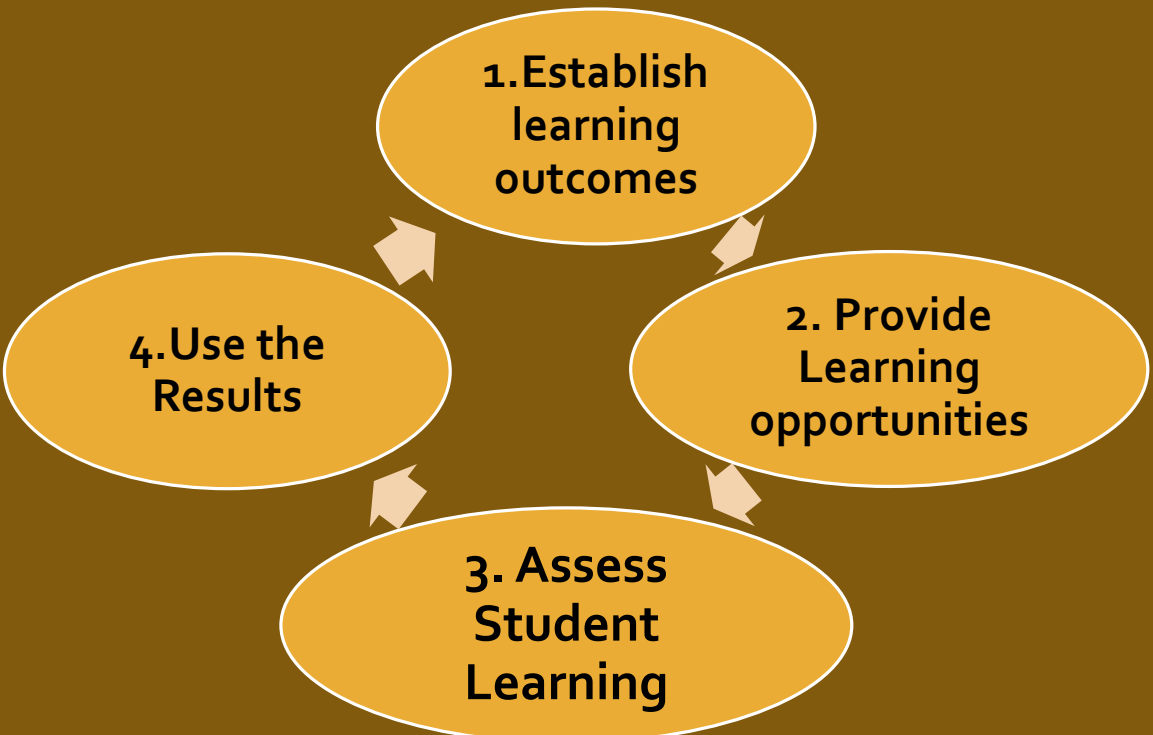 1.Establish
learning
outcomes
2. Provide
Learning
opportunities
3. Assess
Student
Learning
4.Use the
Results